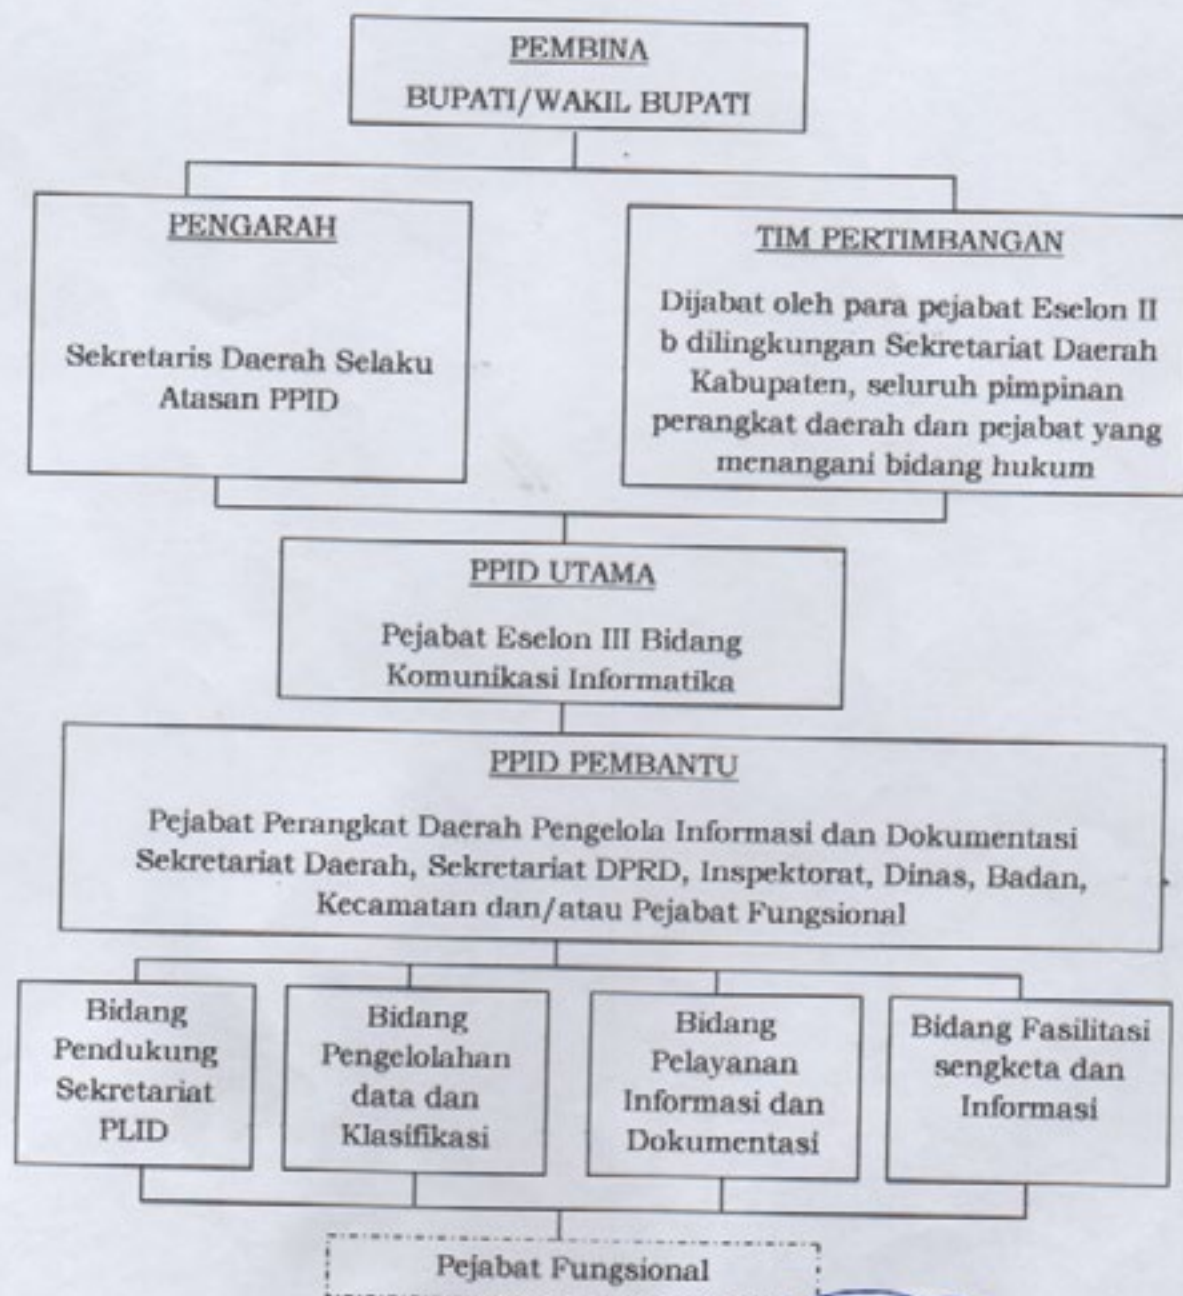 PEMBINA
BUPATI/WAKIL BUPATI
PENGARAH
Sekretaris Daerah Selaku
Atasan PPID
TIM PERTIMBANGAN
Dijabat oleh para pejabat Eselon II
b dilingkungan Sekretariat Daerah
Kabupaten, seluruh pimpinan
perangkat daerah dan pejabat yang
menangani bidang hukum
PPID UTAMA
Pejabat Eselon III Bidang
Komunikasi Informatika
PPID PEMBANTU
Pejabat Perangkat Daerah Pengelola Informasi dan Dokumentasi
Sekretariat Daerah, Sekretariat DPRD, Inspektorat, Dinas, Badan,
Kecamatan dan/atau Pejabat Fungsional
Bidang
Pendukung
Sekretariat
PLID
Bidang
Pengelolahan
data dan
Klasifikasi
Bidang
Pelayanan
Informasi dan
Dokumentasi
Bidang Fasilitasi
sengketa dan
Informasi
Pejabat Fungsional